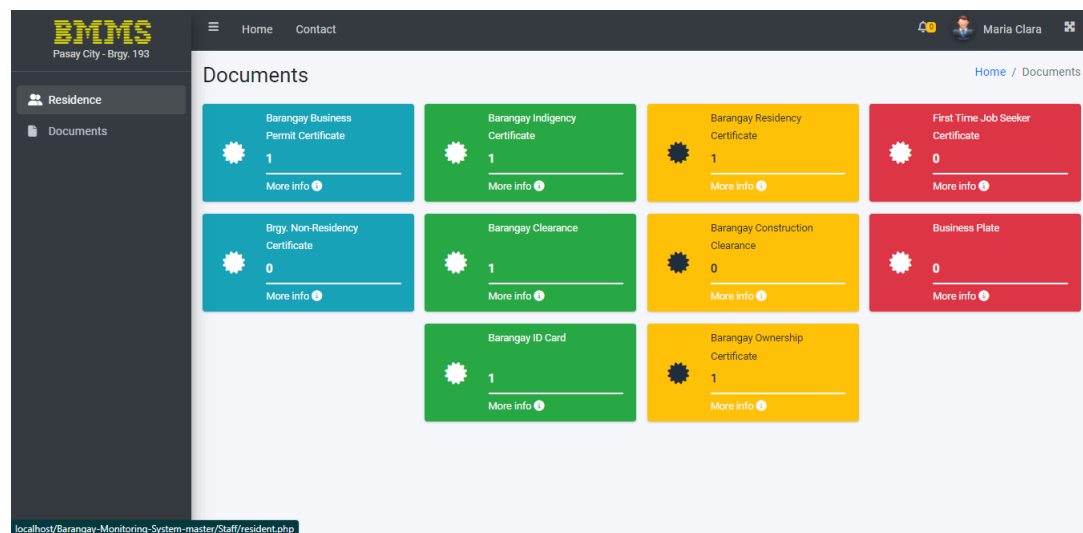 BMMS
Pasay City - Brgy. 193
Home Contact
0
Maria Clara
Residence
Documents
Documents
Home / Documents
Barangay Business
Permit Certificate
1
More info
Barangay Indigency
Certificate
1
More info
Barangay Residency
Certificate
1
More info
First Time Job Seeker
Certificate
0
More info
Brgy. Non-Residency
Certificate
0
More info
Barangay Clearance
1
More info
Barangay Construction
Clearance
0
More info
Business Plate
0
More info
Barangay ID Card
1
More info
Barangay Ownership
Certificate
1
More info
localhost/Barangay-Monitoring-System-master/Staff/resident.php